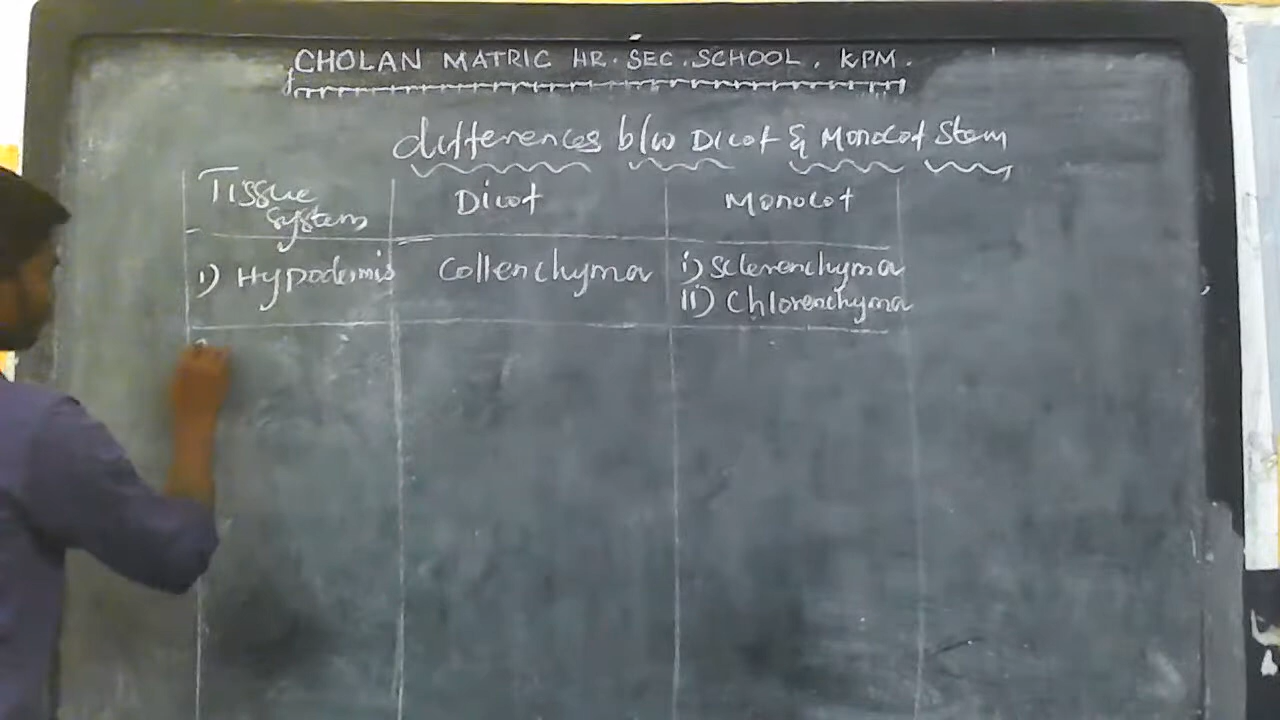 CHOLAN MATRIC HR. SEC. SCHOOL, KPM.
differences b/w Dicot & Monocot Stem
Tissue System Dicot Monocot
1) Hypodermis Collenchyma i) Sclerenchyma
ii) Chlorenchyma